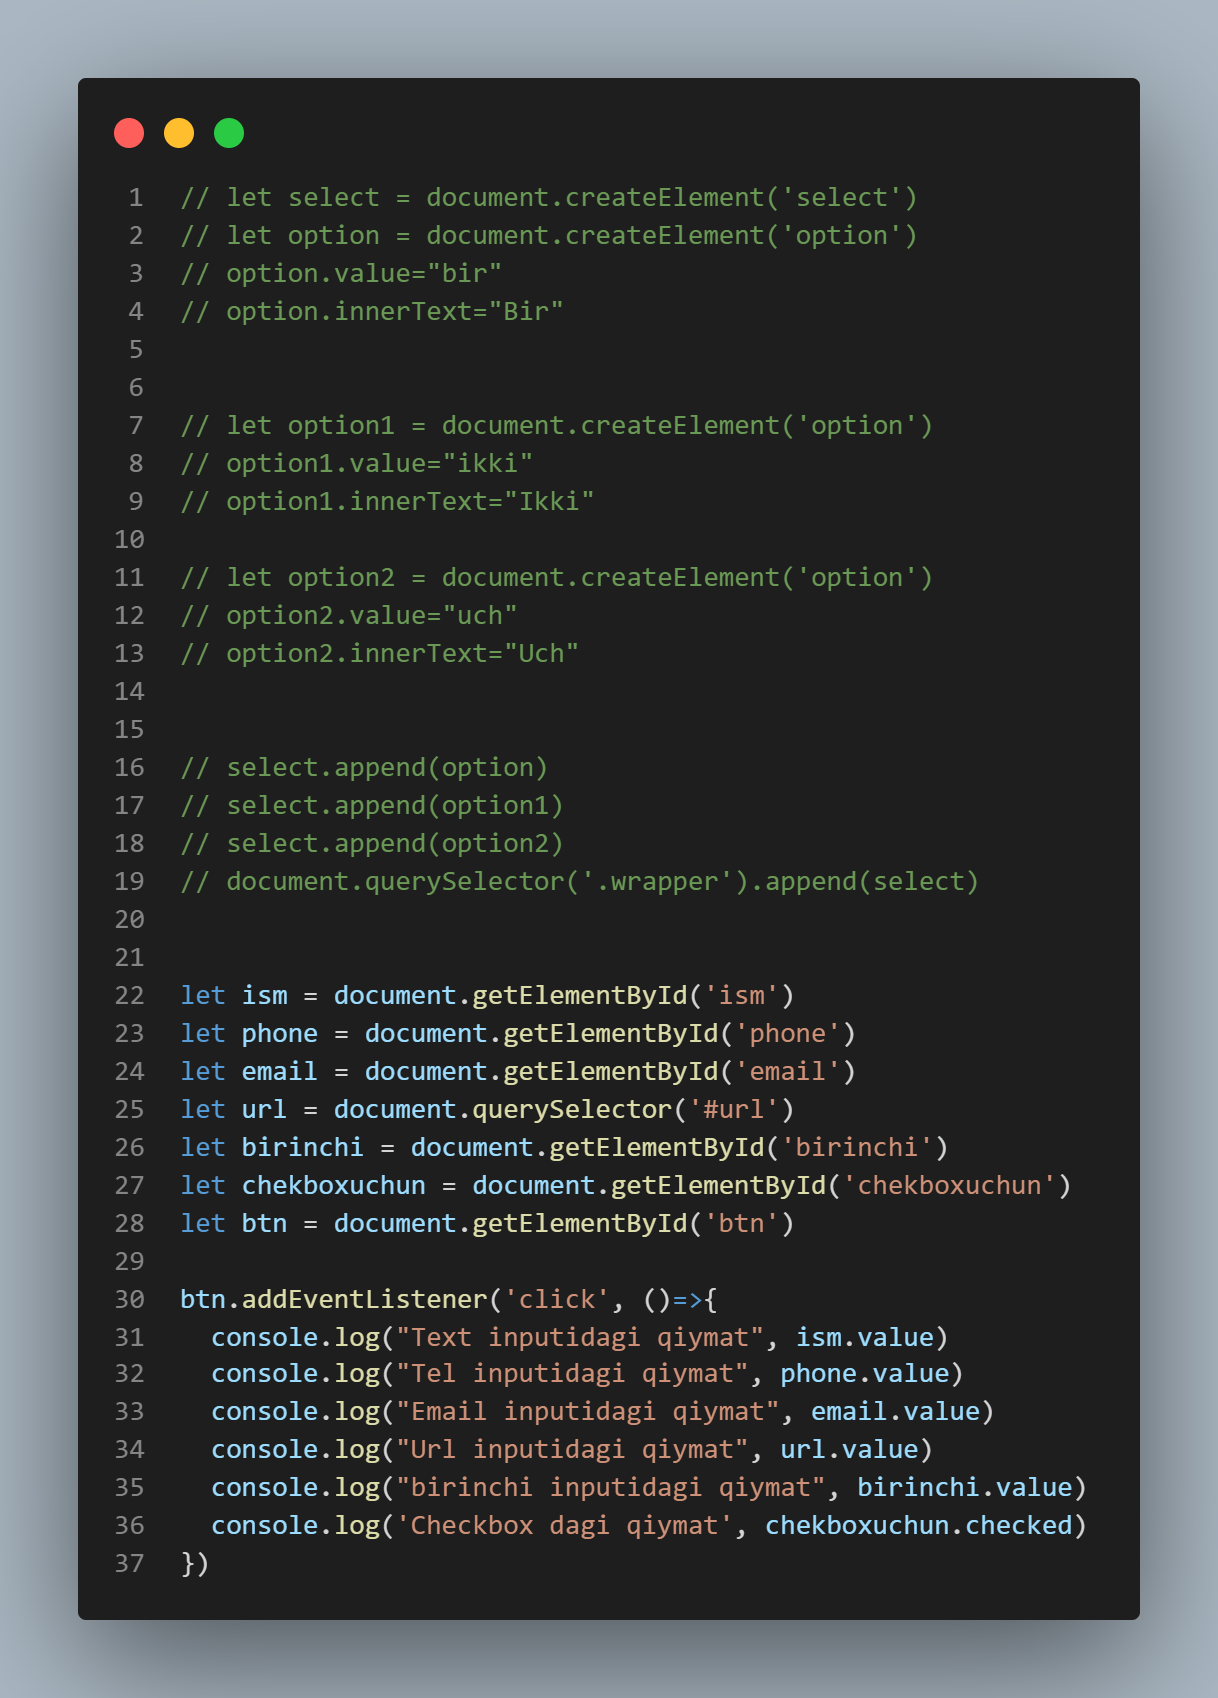 1 // let select = document.createElement('select')
2 // let option = document.createElement('option')
3 // option.value="bir"
4 // option.innerText="Bir"
5
6
7 // let option1 = document.createElement('option')
8 // option1.value="ikki"
9 // option1.innerText="Ikki"
10
11 // let option2 = document.createElement('option')
12 // option2.value="uch"
13 // option2.innerText="Uch"
14
15
16 // select.append(option)
17 // select.append(option1)
18 // select.append(option2)
19 // document.querySelector('.wrapper').append(select)
20
21
22 let ism = document.getElementById('ism')
23 let phone = document.getElementById('phone')
24 let email = document.getElementById('email')
25 let url = document.querySelector('#url')
26 let birinchi = document.getElementById('birinchi')
27 let chekboxuchun = document.getElementById('chekboxuchun')
28 let btn = document.getElementById('btn')
29
30 btn.addEventListener('click', ()=>{
31   console.log("Text inputidagi qiymat", ism.value)
32   console.log("Tel inputidagi qiymat", phone.value)
33   console.log("Email inputidagi qiymat", email.value)
34   console.log("Url inputidagi qiymat", url.value)
35   console.log("birinchi inputidagi qiymat", birinchi.value)
36   console.log('Checkbox dagi qiymat', chekboxuchun.checked)
37 })